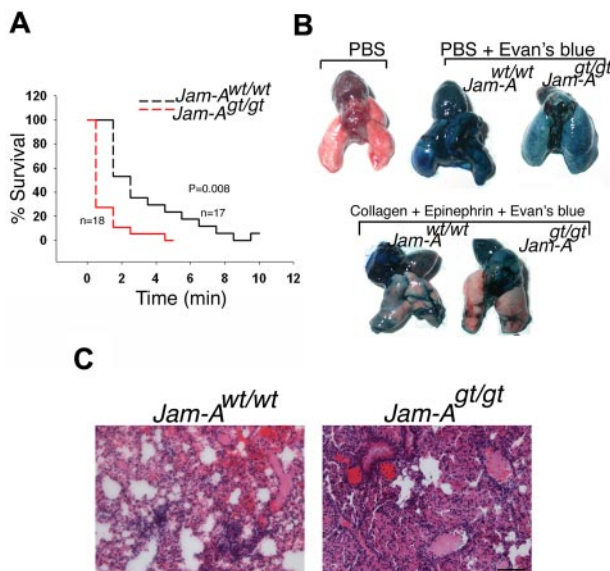 A
Jam-A wt/wt
Jam-A gt/gt
% Survival
120
100
80
60
40
20
0
P=0.008
n=18
n=17
0 2 4 6 8 10 12
Time (min)
B
PBS
PBS + Evan's blue
Jam-A wt/wt
Jam-A gt/gt
Collagen + Epinephrin + Evan's blue
Jam-A wt/wt
Jam-A gt/gt
C
Jam-A wt/wt
Jam-A gt/gt